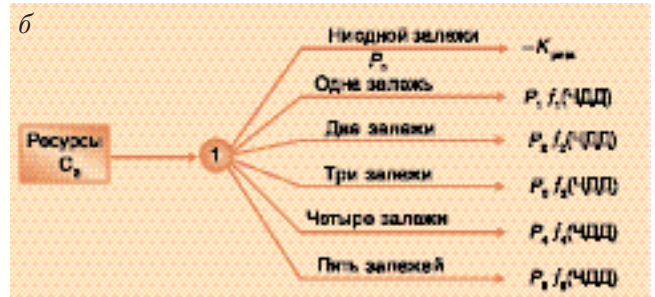 б
Ни одной залежи
P₀
Одна залежь
P₁ f₁(ЧДД)
Две залежи
P₂ f₂(ЧДД)
Ресурсы
C₃
1
Три залежи
P₃ f₃(ЧДД)
Четыре залежи
P₄ f₄(ЧДД)
Пять залежей
P₅ f₅(ЧДД)